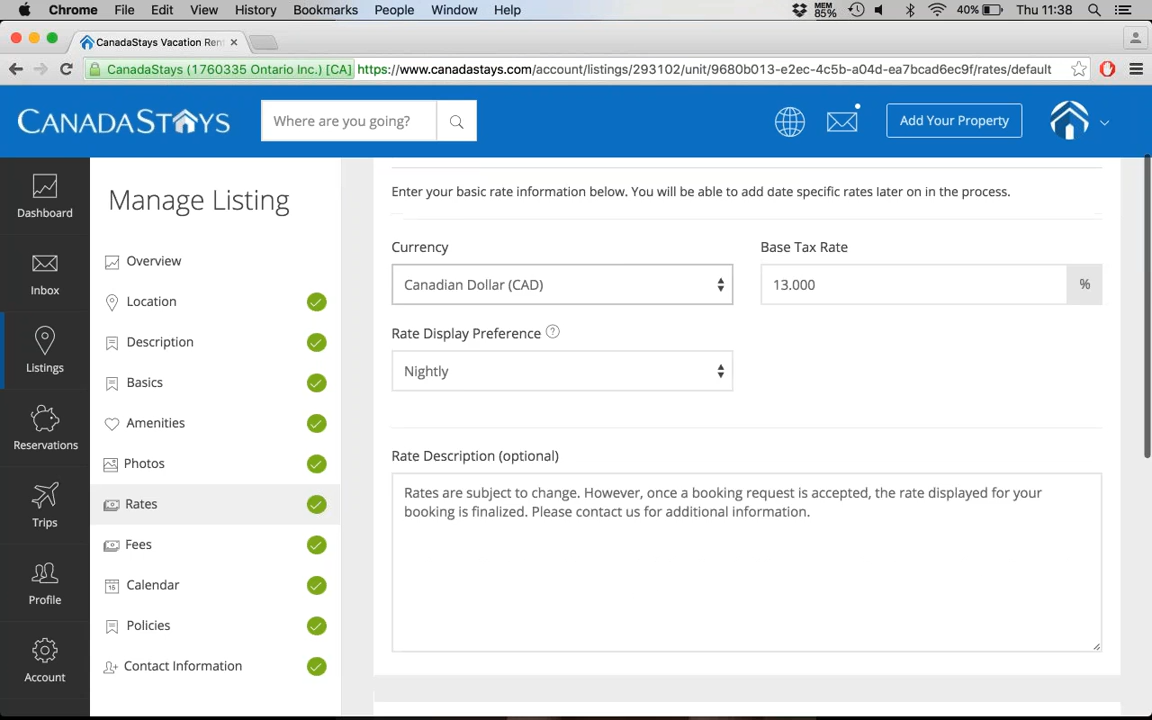 Chrome File Edit View History Bookmarks People Window Help MEM 85% 40% Thu 11:38
CanadaStays Vacation Ren
CanadaStays (1760335 Ontario Inc.) [CA] https://www.canadastays.com/account/listings/293102/unit/9680b013-e2ec-4c5b-a04d-ea7bcad6ec9f/rates/default
CANADASTAYS Where are you going? Add Your Property
Dashboard
Inbox
Listings
Reservations
Trips
Profile
Account
Manage Listing
Overview
Location
Description
Basics
Amenities
Photos
Rates
Fees
Calendar
Policies
Contact Information
Enter your basic rate information below. You will be able to add date specific rates later on in the process.
Currency Base Tax Rate
Canadian Dollar (CAD) 13.000 %
Rate Display Preference ?
Nightly
Rate Description (optional)
Rates are subject to change. However, once a booking request is accepted, the rate displayed for your
booking is finalized. Please contact us for additional information.